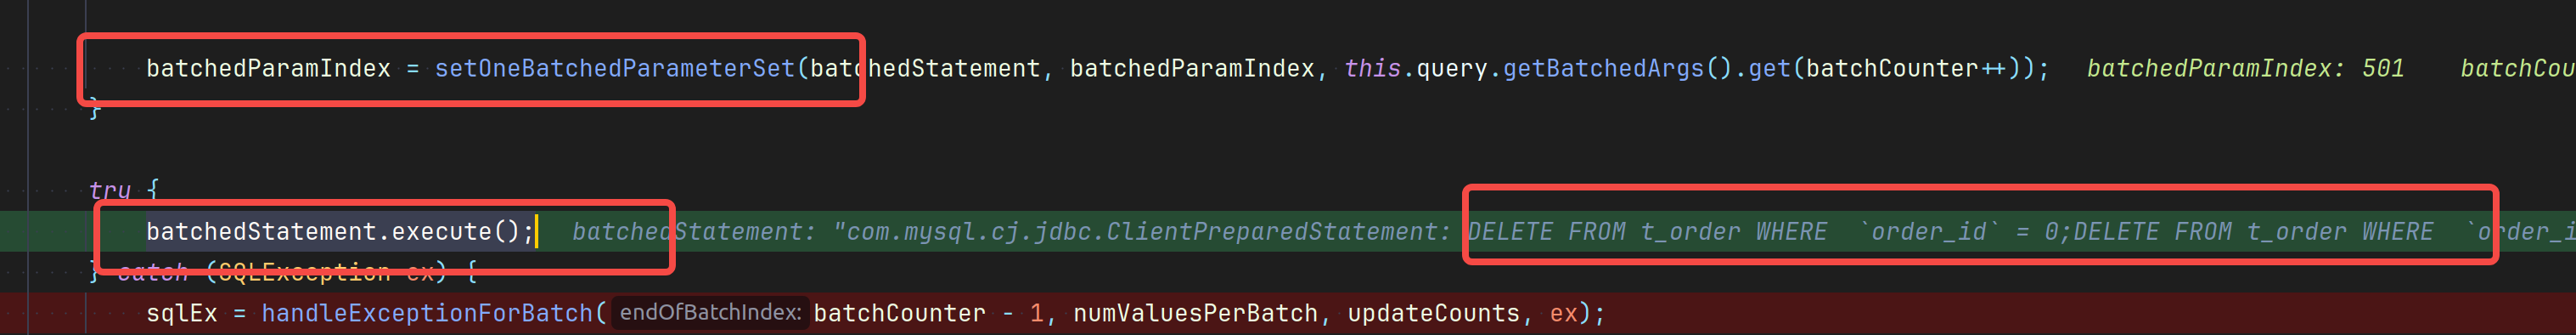 batchedParamIndex = setOneBatchedParameterSet(batchedStatement, batchedParamIndex, this.query.getBatchedArgs().get(batchCounter++)); batchedParamIndex: 501 batchCou
}
try {
batchedStatement.execute(); batchedStatement: "com.mysql.cj.jdbc.ClientPreparedStatement: DELETE FROM t_order WHERE `order_id` = 0;DELETE FROM t_order WHERE `order_i
} catch (SQLException ex) {
sqlEx = handleExceptionForBatch( endOfBatchIndex: batchCounter - 1, numValuesPerBatch, updateCounts, ex);